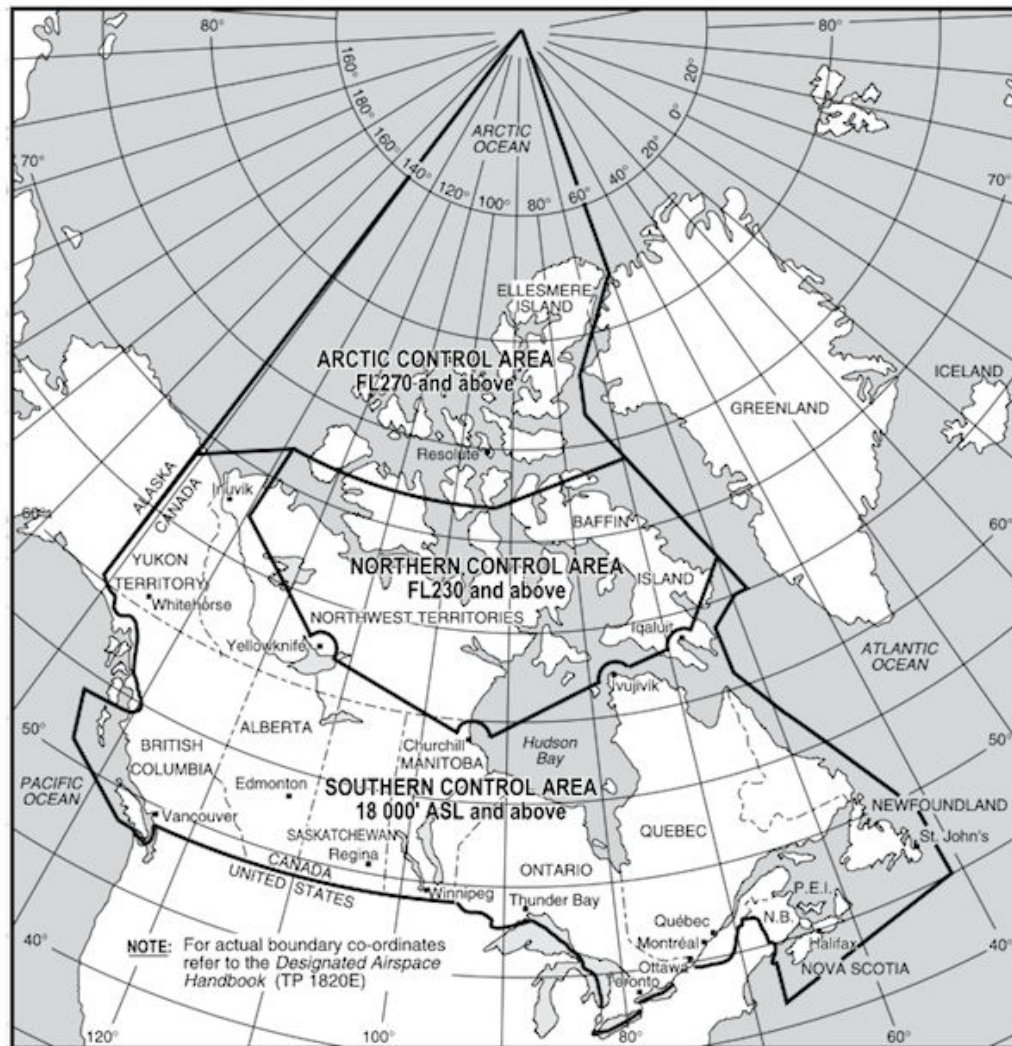 80°
80°
160°
180°
160°
140°
120°
100°
80°
60°
40°
20°
0°
20°
ARCTIC
OCEAN
70°
70°
ELLESMERE
ISLAND
ARCTIC CONTROL AREA
FL270 and above
ICELAND
GREENLAND
Resolute
ALASKA
CANADA
Inuvik
60°
60°
BAFFIN
ISLAND
YUKON
TERRITORY
Whitehorse
NORTHERN CONTROL AREA
FL230 and above
NORTHWEST TERRITORIES
Yellowknife
Iqaluit
Ivujivik
ATLANTIC
OCEAN
50°
50°
ALBERTA
BRITISH
COLUMBIA
Churchill
MANITOBA
Hudson
Bay
PACIFIC
OCEAN
Edmonton
SOUTHERN CONTROL AREA
18 000' ASL and above
Vancouver
SASKATCHEWAN
Regina
QUEBEC
NEWFOUNDLAND
St. John's
CANADA
UNITED STATES
ONTARIO
Winnipeg
Thunder Bay
P.E.I.
N.B.
Québec
Montréal
Ottawa
Toronto
Halifax
NOVA SCOTIA
40°
40°
NOTE: For actual boundary co-ordinates
refer to the Designated Airspace
Handbook (TP 1820E)
120°
100°
80°
60°